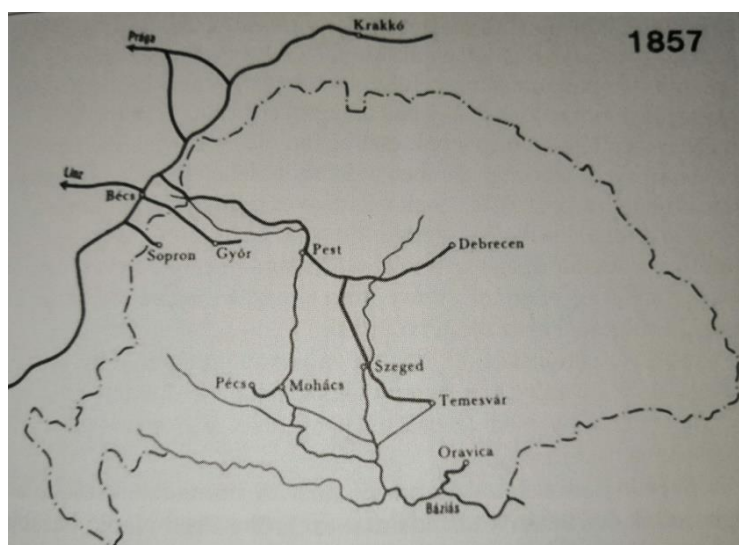 Krakkó
1857
Prága
Linz
Bécs
Sopron
Győr
Pest
Debrecen
Szeged
Pécs
Mohács
Temesvár
Oravica
Báziás